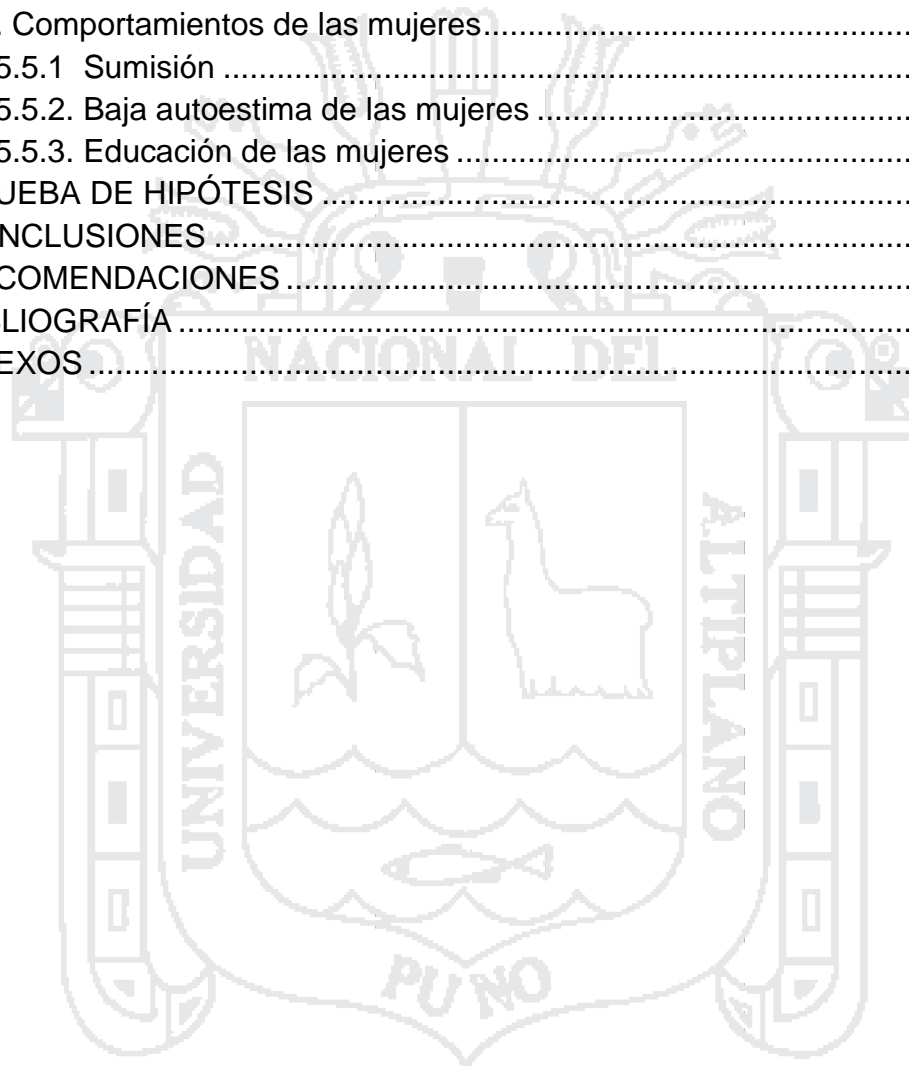 . Comportamientos de las mujeres.......................................................
5.5.1 Sumisión .....................................................................................
5.5.2. Baja autoestima de las mujeres ..............................................
5.5.3. Educación de las mujeres .......................................................
UEBA DE HIPÓTESIS .......................................................................
NCLUSIONES ....................................................................................
COMENDACIONES ...........................................................................
LIOGRAFÍA ........................................................................................
EXOS ..................................................................................................
NACIONAL DEL
UNIVERSIDAD
ALTIPLANO
PUNO